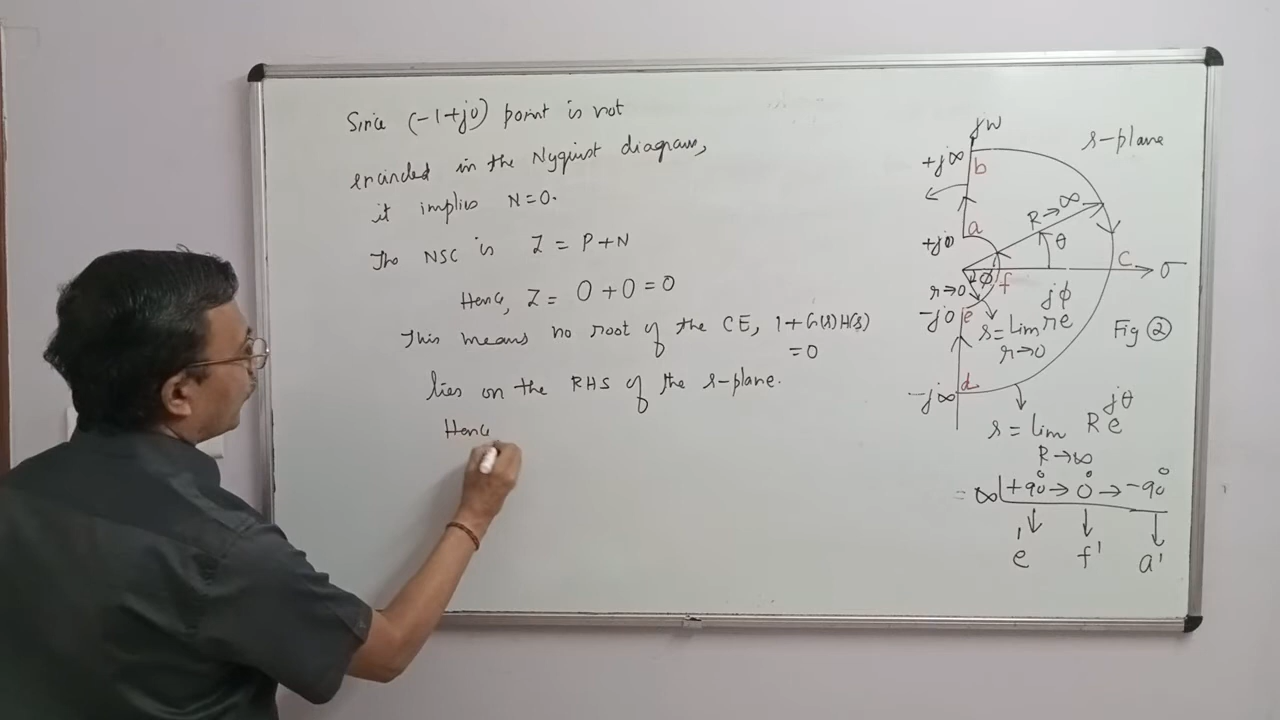 Since (-1+j0) point is not
encircled in the Nyquist diagram,
it implies N=0.
The NSC is Z = P+N
Hence, Z = 0+0=0
This means no root of the CE, 1+G(s)H(s)
=0
lies on the RHS of the s-plane.
Henc
jω
s-plane
+j∞
b
R→∞
a
+j0
θ
C
σ
ϕ
f
r→0
-j0
e
s = lim re^jϕ
r→0
Fig ②
d
-j∞
s = lim R e^jθ
R→∞
= ∞∠+90°→0°→-90°
e' f' a'